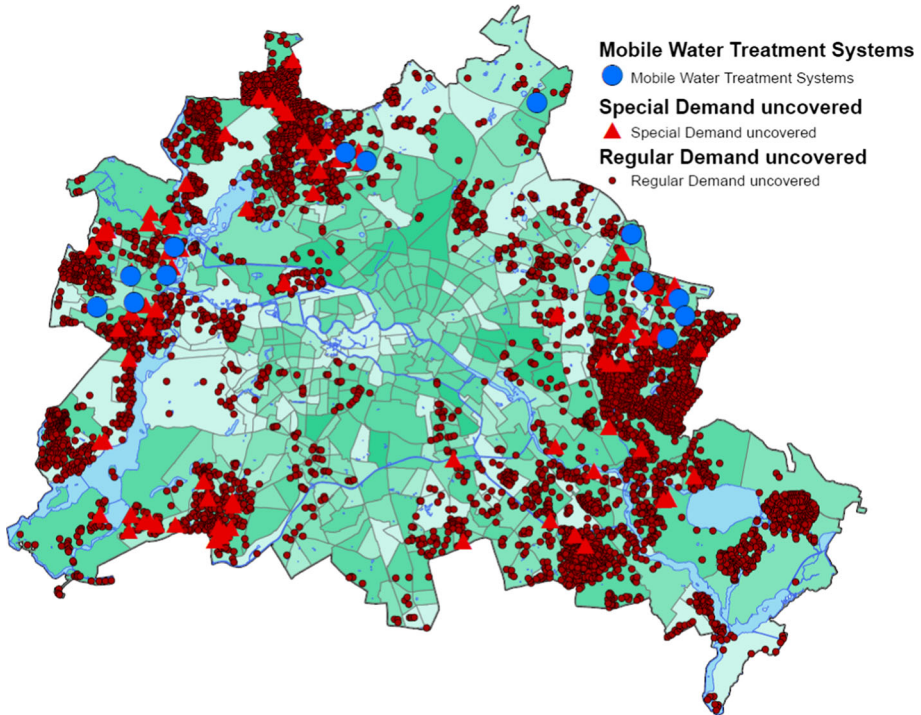 Mobile Water Treatment Systems
Mobile Water Treatment Systems
Special Demand uncovered
Special Demand uncovered
Regular Demand uncovered
Regular Demand uncovered